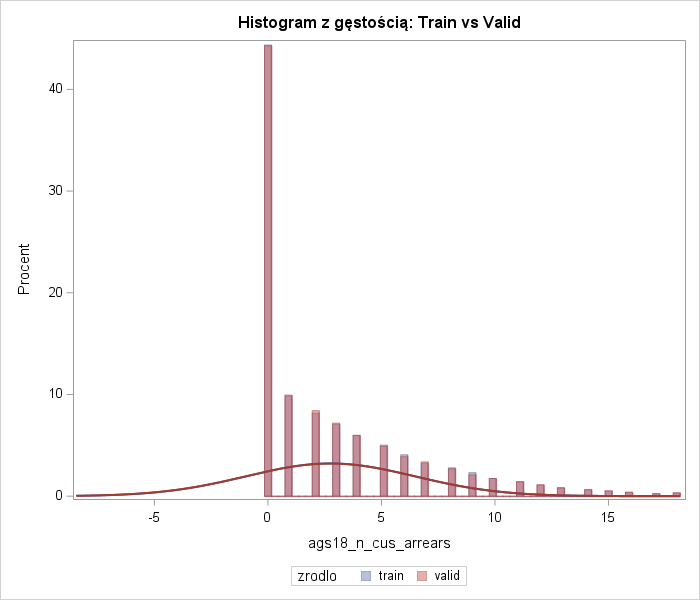 Histogram z gęstością: Train vs Valid
Procent
40
30
20
10
0
-5 0 5 10 15
ags18_n_cus_arrears
zrodlo train valid